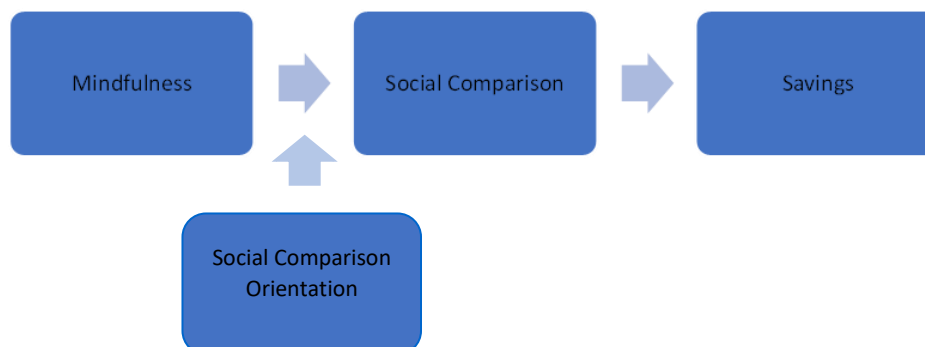 Mindfulness
Social Comparison
Savings
Social Comparison
Orientation